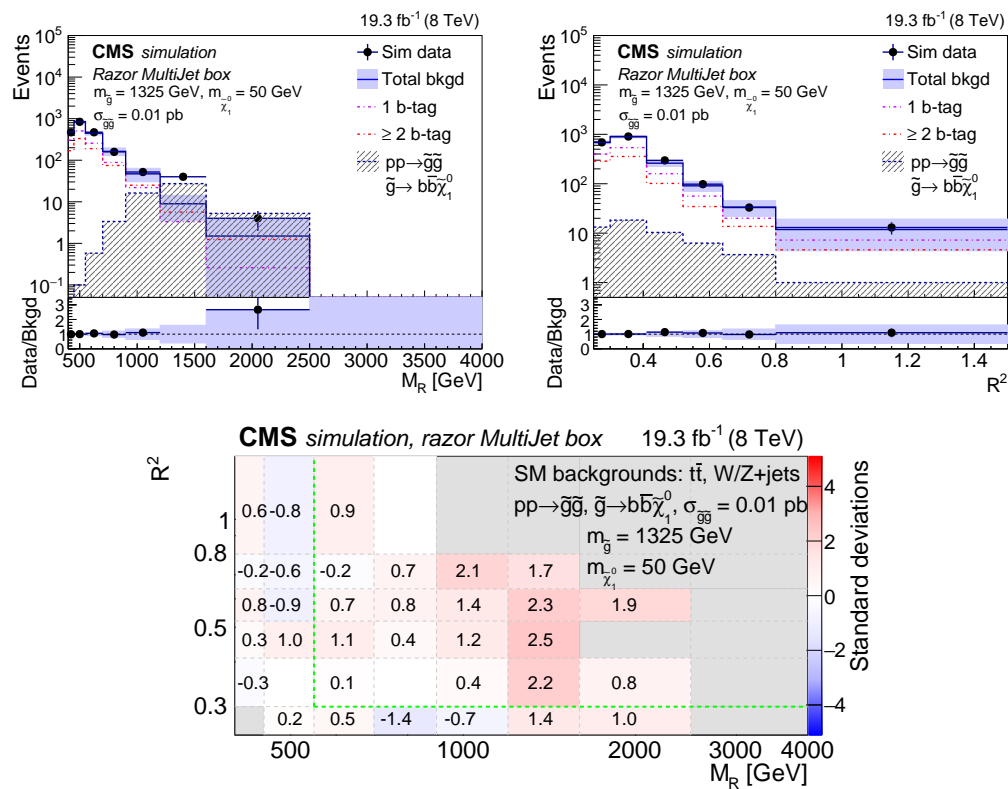 19.3 fb⁻¹ (8 TeV)
CMS simulation
Razor MultiJet box
m_g̃ = 1325 GeV, m_χ̃₁⁰ = 50 GeV
σ_g̃g̃ = 0.01 pb
Sim data
Total bkgd
1 b-tag
≥ 2 b-tag
pp→g̃g̃
g̃→ bb̅χ̃₁⁰
Events
10⁵
10⁴
10³
10²
10
1
10⁻¹
Data/Bkgd
3
2
1
0
500 1000 1500 2000 2500 3000 3500 4000
M_R [GeV]
19.3 fb⁻¹ (8 TeV)
CMS simulation
Razor MultiJet box
m_g̃ = 1325 GeV, m_χ̃₁⁰ = 50 GeV
σ_g̃g̃ = 0.01 pb
Sim data
Total bkgd
1 b-tag
≥ 2 b-tag
pp→g̃g̃
g̃→ bb̅χ̃₁⁰
Events
10⁵
10⁴
10³
10²
10
1
Data/Bkgd
3
2
1
0
0.4 0.6 0.8 1 1.2 1.4
R²
CMS simulation, razor MultiJet box 19.3 fb⁻¹ (8 TeV)
R²
SM backgrounds: tt̅, W/Z+jets
pp→g̃g̃, g̃→bb̅χ̃₁⁰, σ_g̃g̃ = 0.01 pb
m_g̃ = 1325 GeV
m_χ̃₁⁰ = 50 GeV
1
0.8
0.5
0.3
0.6 -0.8 0.9
-0.2 -0.6 -0.2 0.7 2.1 1.7
0.8 -0.9 0.7 0.8 1.4 2.3 1.9
0.3 1.0 1.1 0.4 1.2 2.5
-0.3 0.1 0.4 2.2 0.8
0.2 0.5 -1.4 -0.7 1.4 1.0
500 1000 2000 3000 4000
M_R [GeV]
4
2
0
−2
−4
Standard deviations